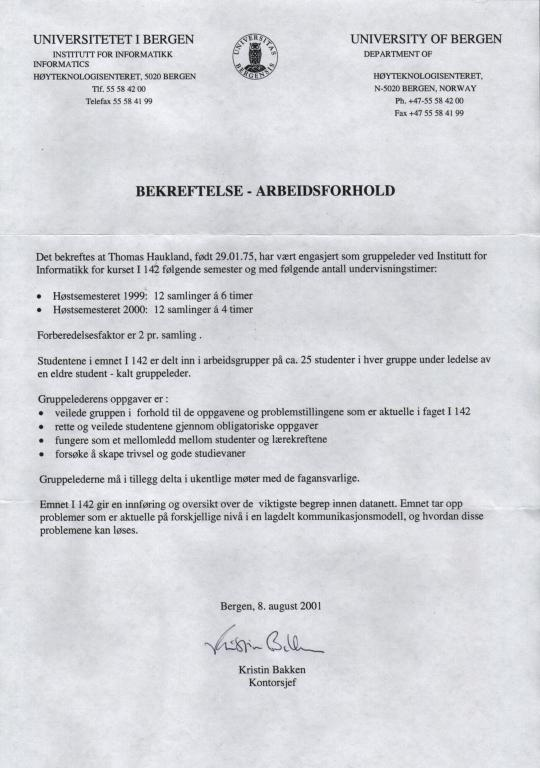 UNIVERSITETET I BERGEN
INSTITUTT FOR INFORMATIKK
INFORMATICS
HØYTEKNOLOGISENTERET, 5020 BERGEN
Tlf. 55 58 42 00
Telefax 55 58 41 99
UNIVERSITAS BERGENSIS
UNIVERSITY OF BERGEN
DEPARTMENT OF
HØYTEKNOLOGISENTERET,
N-5020 BERGEN, NORWAY
Ph. +47-55 58 42 00
Fax +47 55 58 41 99
BEKREFTELSE - ARBEIDSFORHOLD
Det bekreftes at Thomas Haukland, født 29.01.75, har vært engasjert som gruppeleder ved Institutt for
Informatikk for kurset I 142 følgende semester og med følgende antall undervisningstimer:
• Høstsemesteret 1999: 12 samlinger á 6 timer
• Høstsemesteret 2000: 12 samlinger á 4 timer
Forberedelsesfaktor er 2 pr. samling .
Studentene i emnet I 142 er delt inn i arbeidsgrupper på ca. 25 studenter i hver gruppe under ledelse av
en eldre student - kalt gruppeleder.
Gruppelederens oppgaver er :
• veilede gruppen i forhold til de oppgavene og problemstillingene som er aktuelle i faget I 142
• rette og veilede studentene gjennom obligatoriske oppgaver
• fungere som et mellomledd mellom studenter og lærekreftene
• forsøke å skape trivsel og gode studievaner
Gruppelederne må i tillegg delta i ukentlige møter med de fagansvarlige.
Emnet I 142 gir en innføring og oversikt over de viktigste begrep innen datanett. Emnet tar opp
problemer som er aktuelle på forskjellige nivå i en lagdelt kommunikasjonsmodell, og hvordan disse
problemene kan løses.
Bergen, 8. august 2001
Kristin Bakken
Kristin Bakken
Kontorsjef